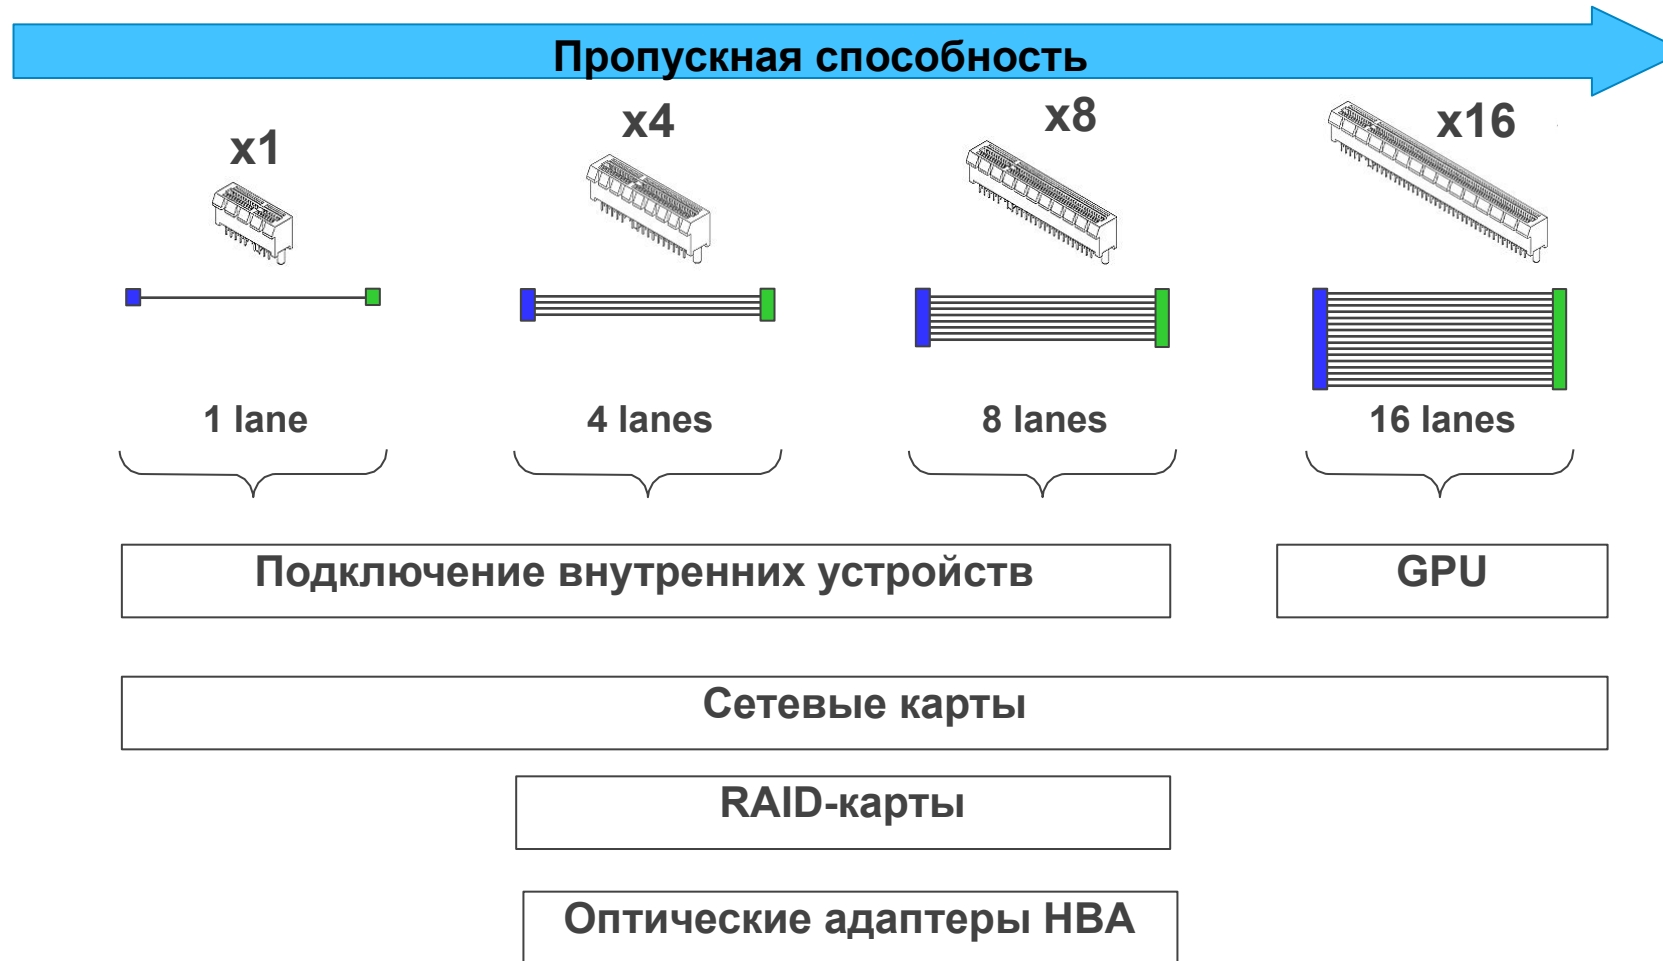 Пропускная способность
x1
x4
x8
x16
1 lane
4 lanes
8 lanes
16 lanes
Подключение внутренних устройств
GPU
Сетевые карты
RAID-карты
Оптические адаптеры HBA